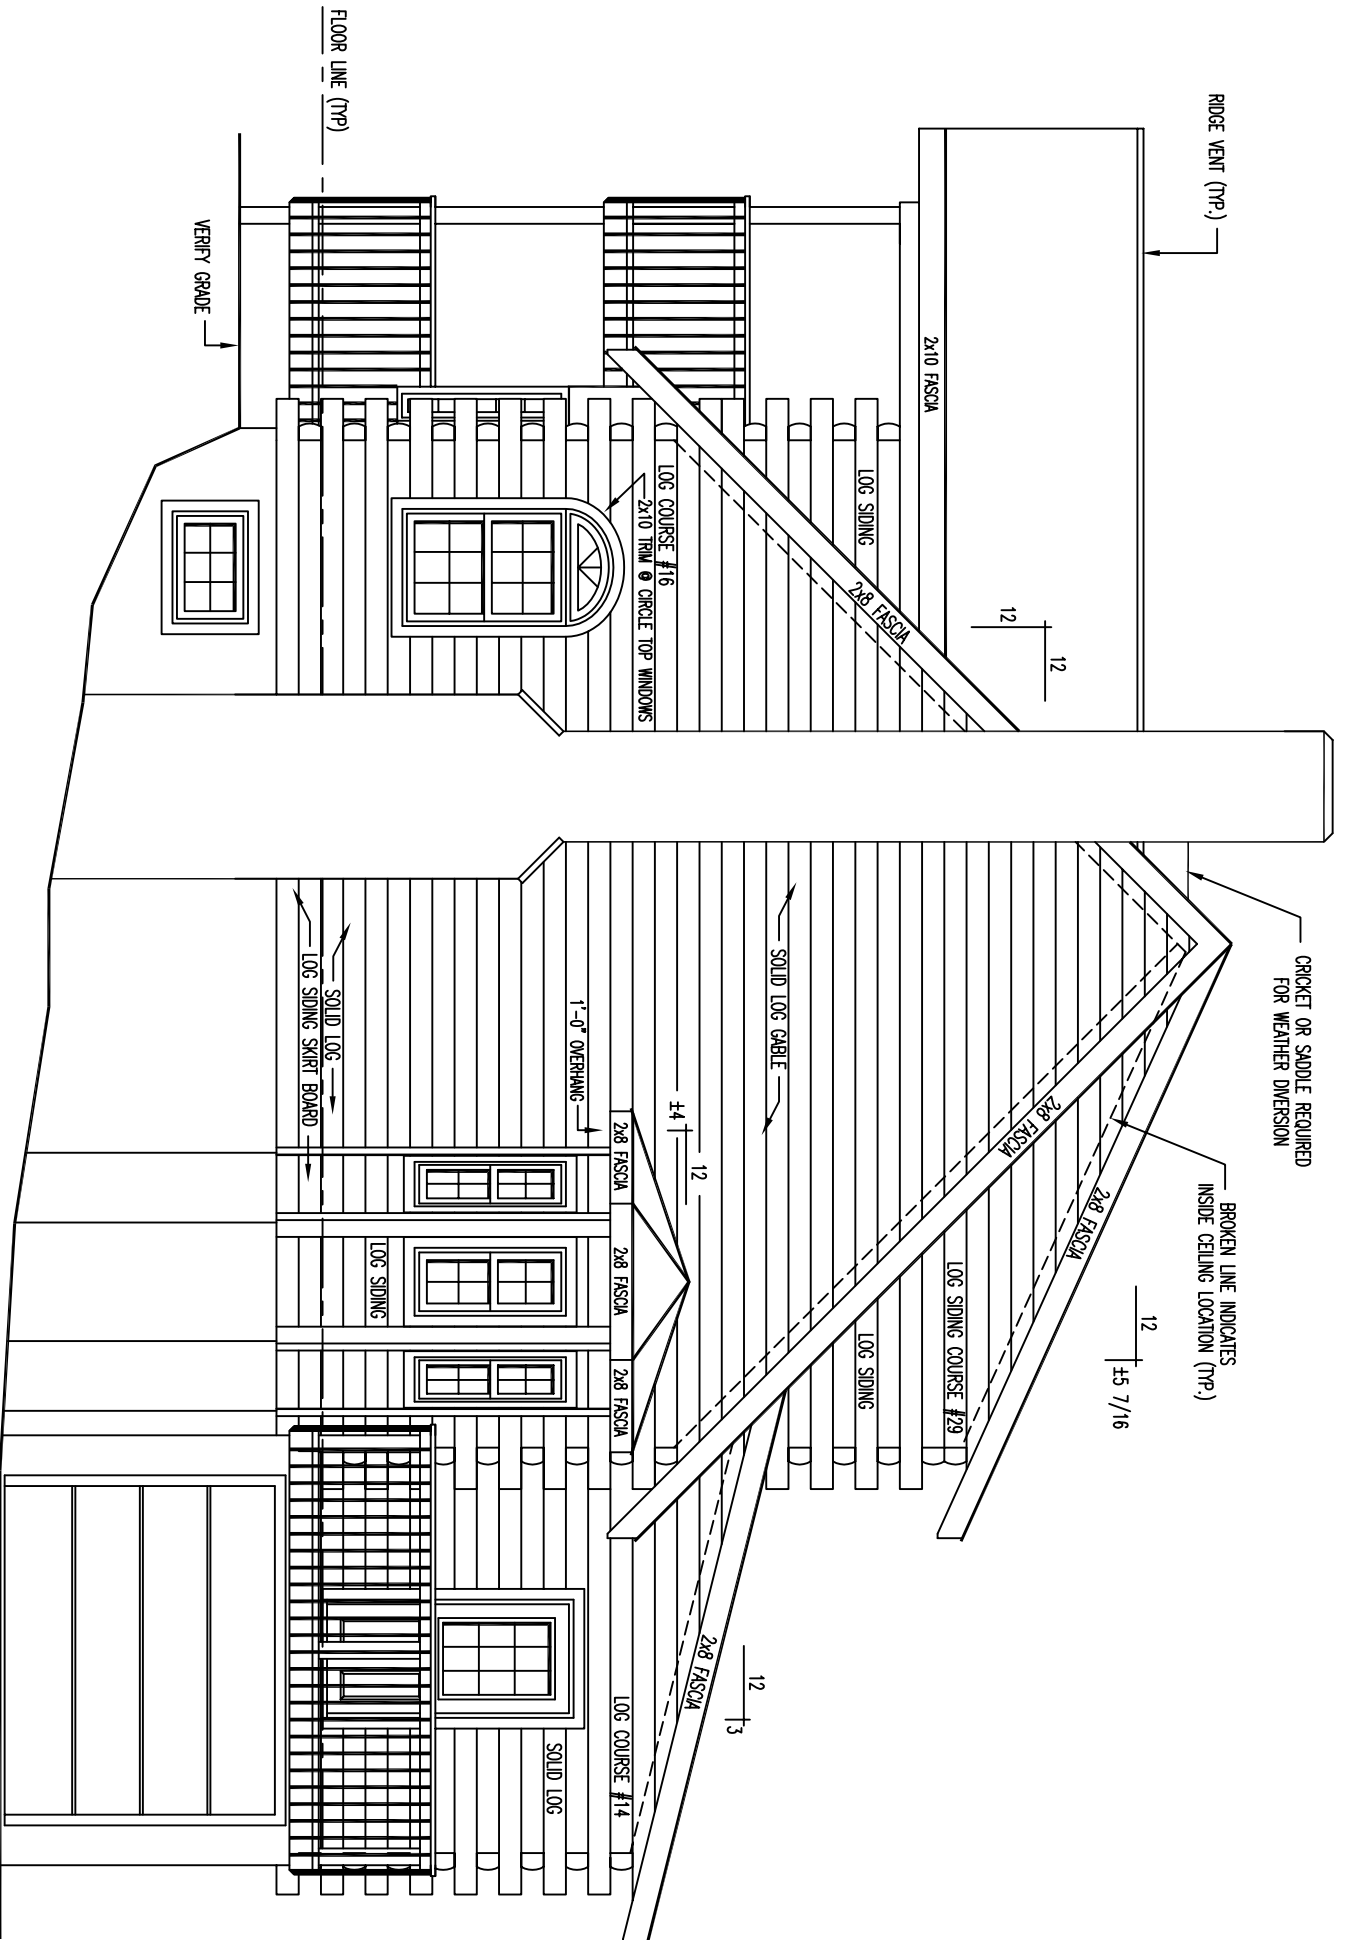 RIDGE VENT (TYP.)
CRICKET OR SADDLE REQUIRED
FOR WEATHER DIVERSION
BROKEN LINE INDICATES
INSIDE CEILING LOCATION (TYP.)
12
±5 7/16
12
12
2x8 FASCIA
2x8 FASCIA
2x10 FASCIA
2x8 FASCIA
LOG SIDING COURSE #29
LOG SIDING
LOG SIDING
SOLID LOG GABLE
12
3
12
±4
2x8 FASCIA
LOG COURSE #16
2x10 TRIM @ CIRCLE TOP WINDOWS
1'-0" OVERHANG
2x8 FASCIA
2x8 FASCIA
2x8 FASCIA
LOG COURSE #14
SOLID LOG
LOG SIDING
FLOOR LINE (TYP)
SOLID LOG
LOG SIDING SKIRT BOARD
VERIFY GRADE